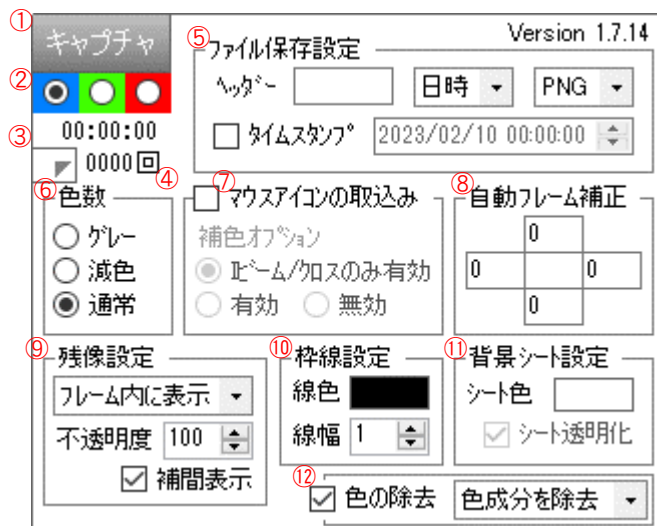 ① キャプチャ
Version 1.7.14
②
③ 00:00:00
0000 ④
⑤ ファイル保存設定
ヘッダー 日時 PNG
タイムスタンプ 2023/02/10 00:00:00
⑥ 色数
グレー
減色
通常
⑦ マウスアイコンの取込み
補色オプション
Iビーム/クロスのみ有効
有効 無効
⑧ 自動フレーム補正
0
0 0
0
⑨ 残像設定
フレーム内に表示
不透明度 100
補間表示
⑩ 枠線設定
線色
線幅 1
⑪ 背景シート設定
シート色
シート透明化
⑫ 色の除去 色成分を除去